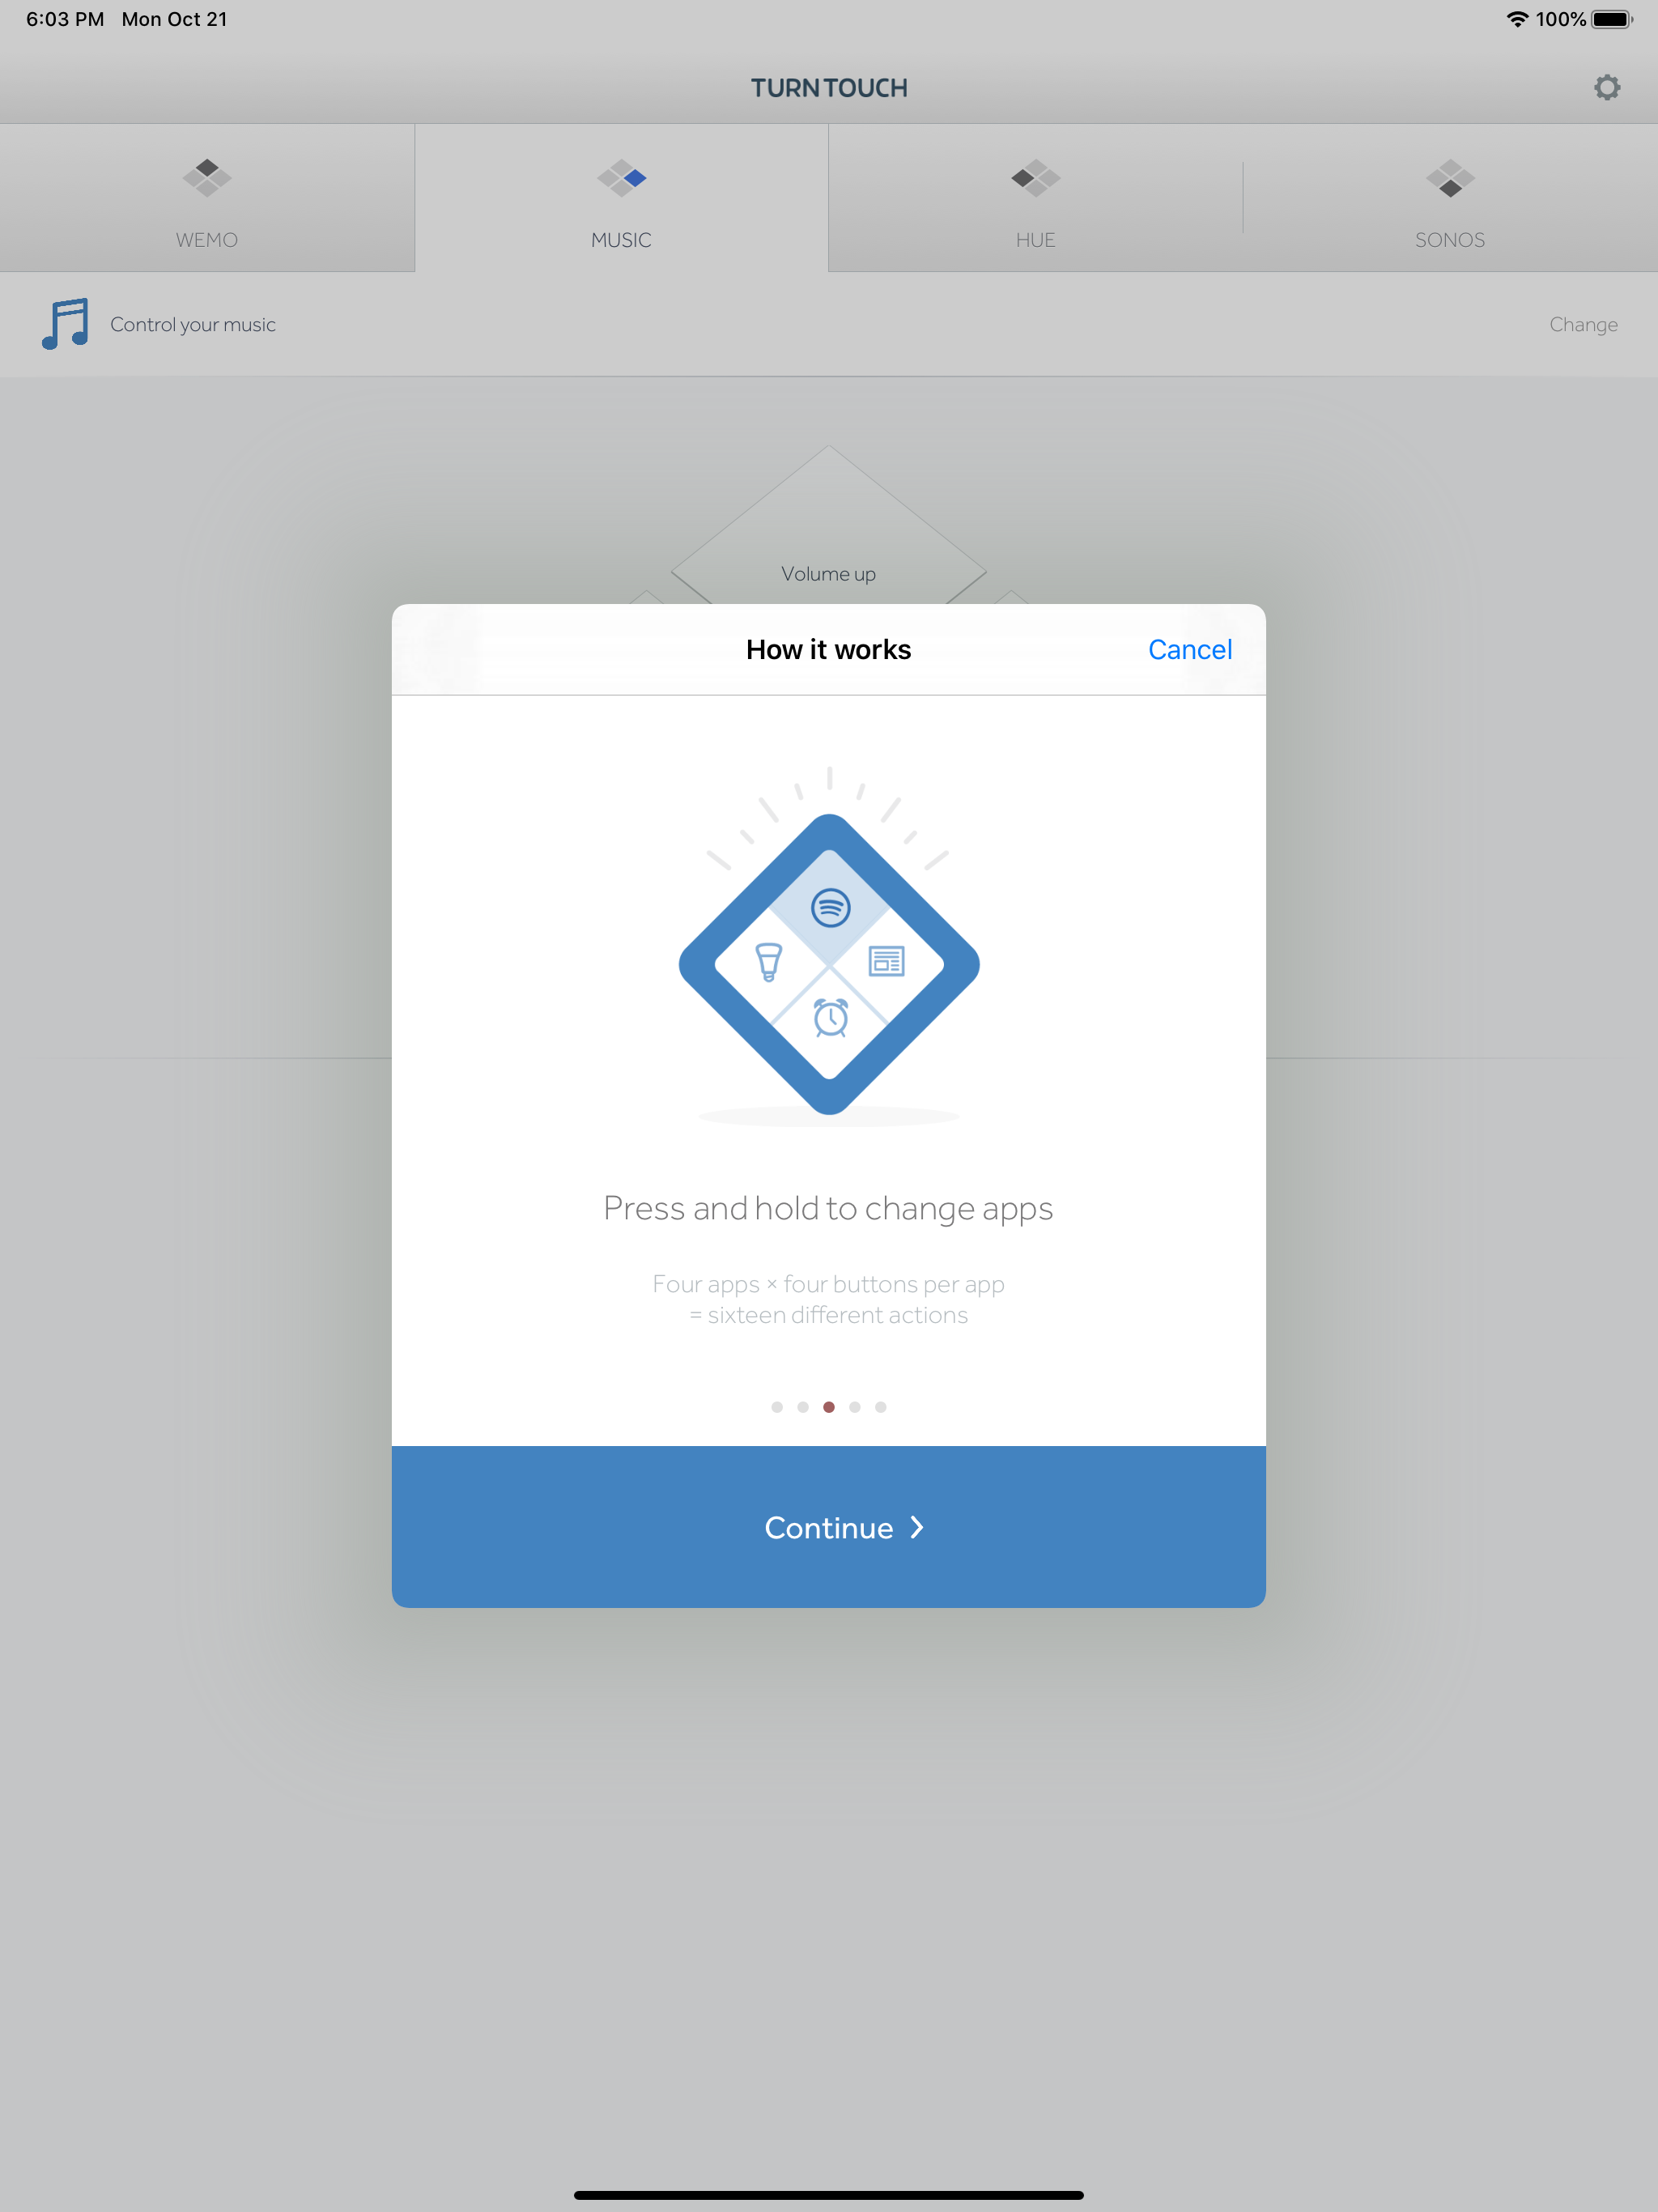 6:03 PM Mon Oct 21 100%
TURN TOUCH
WEMO MUSIC HUE SONOS
Control your music Change
Volume up
How it works Cancel
Press and hold to change apps
Four apps × four buttons per app
= sixteen different actions
Continue